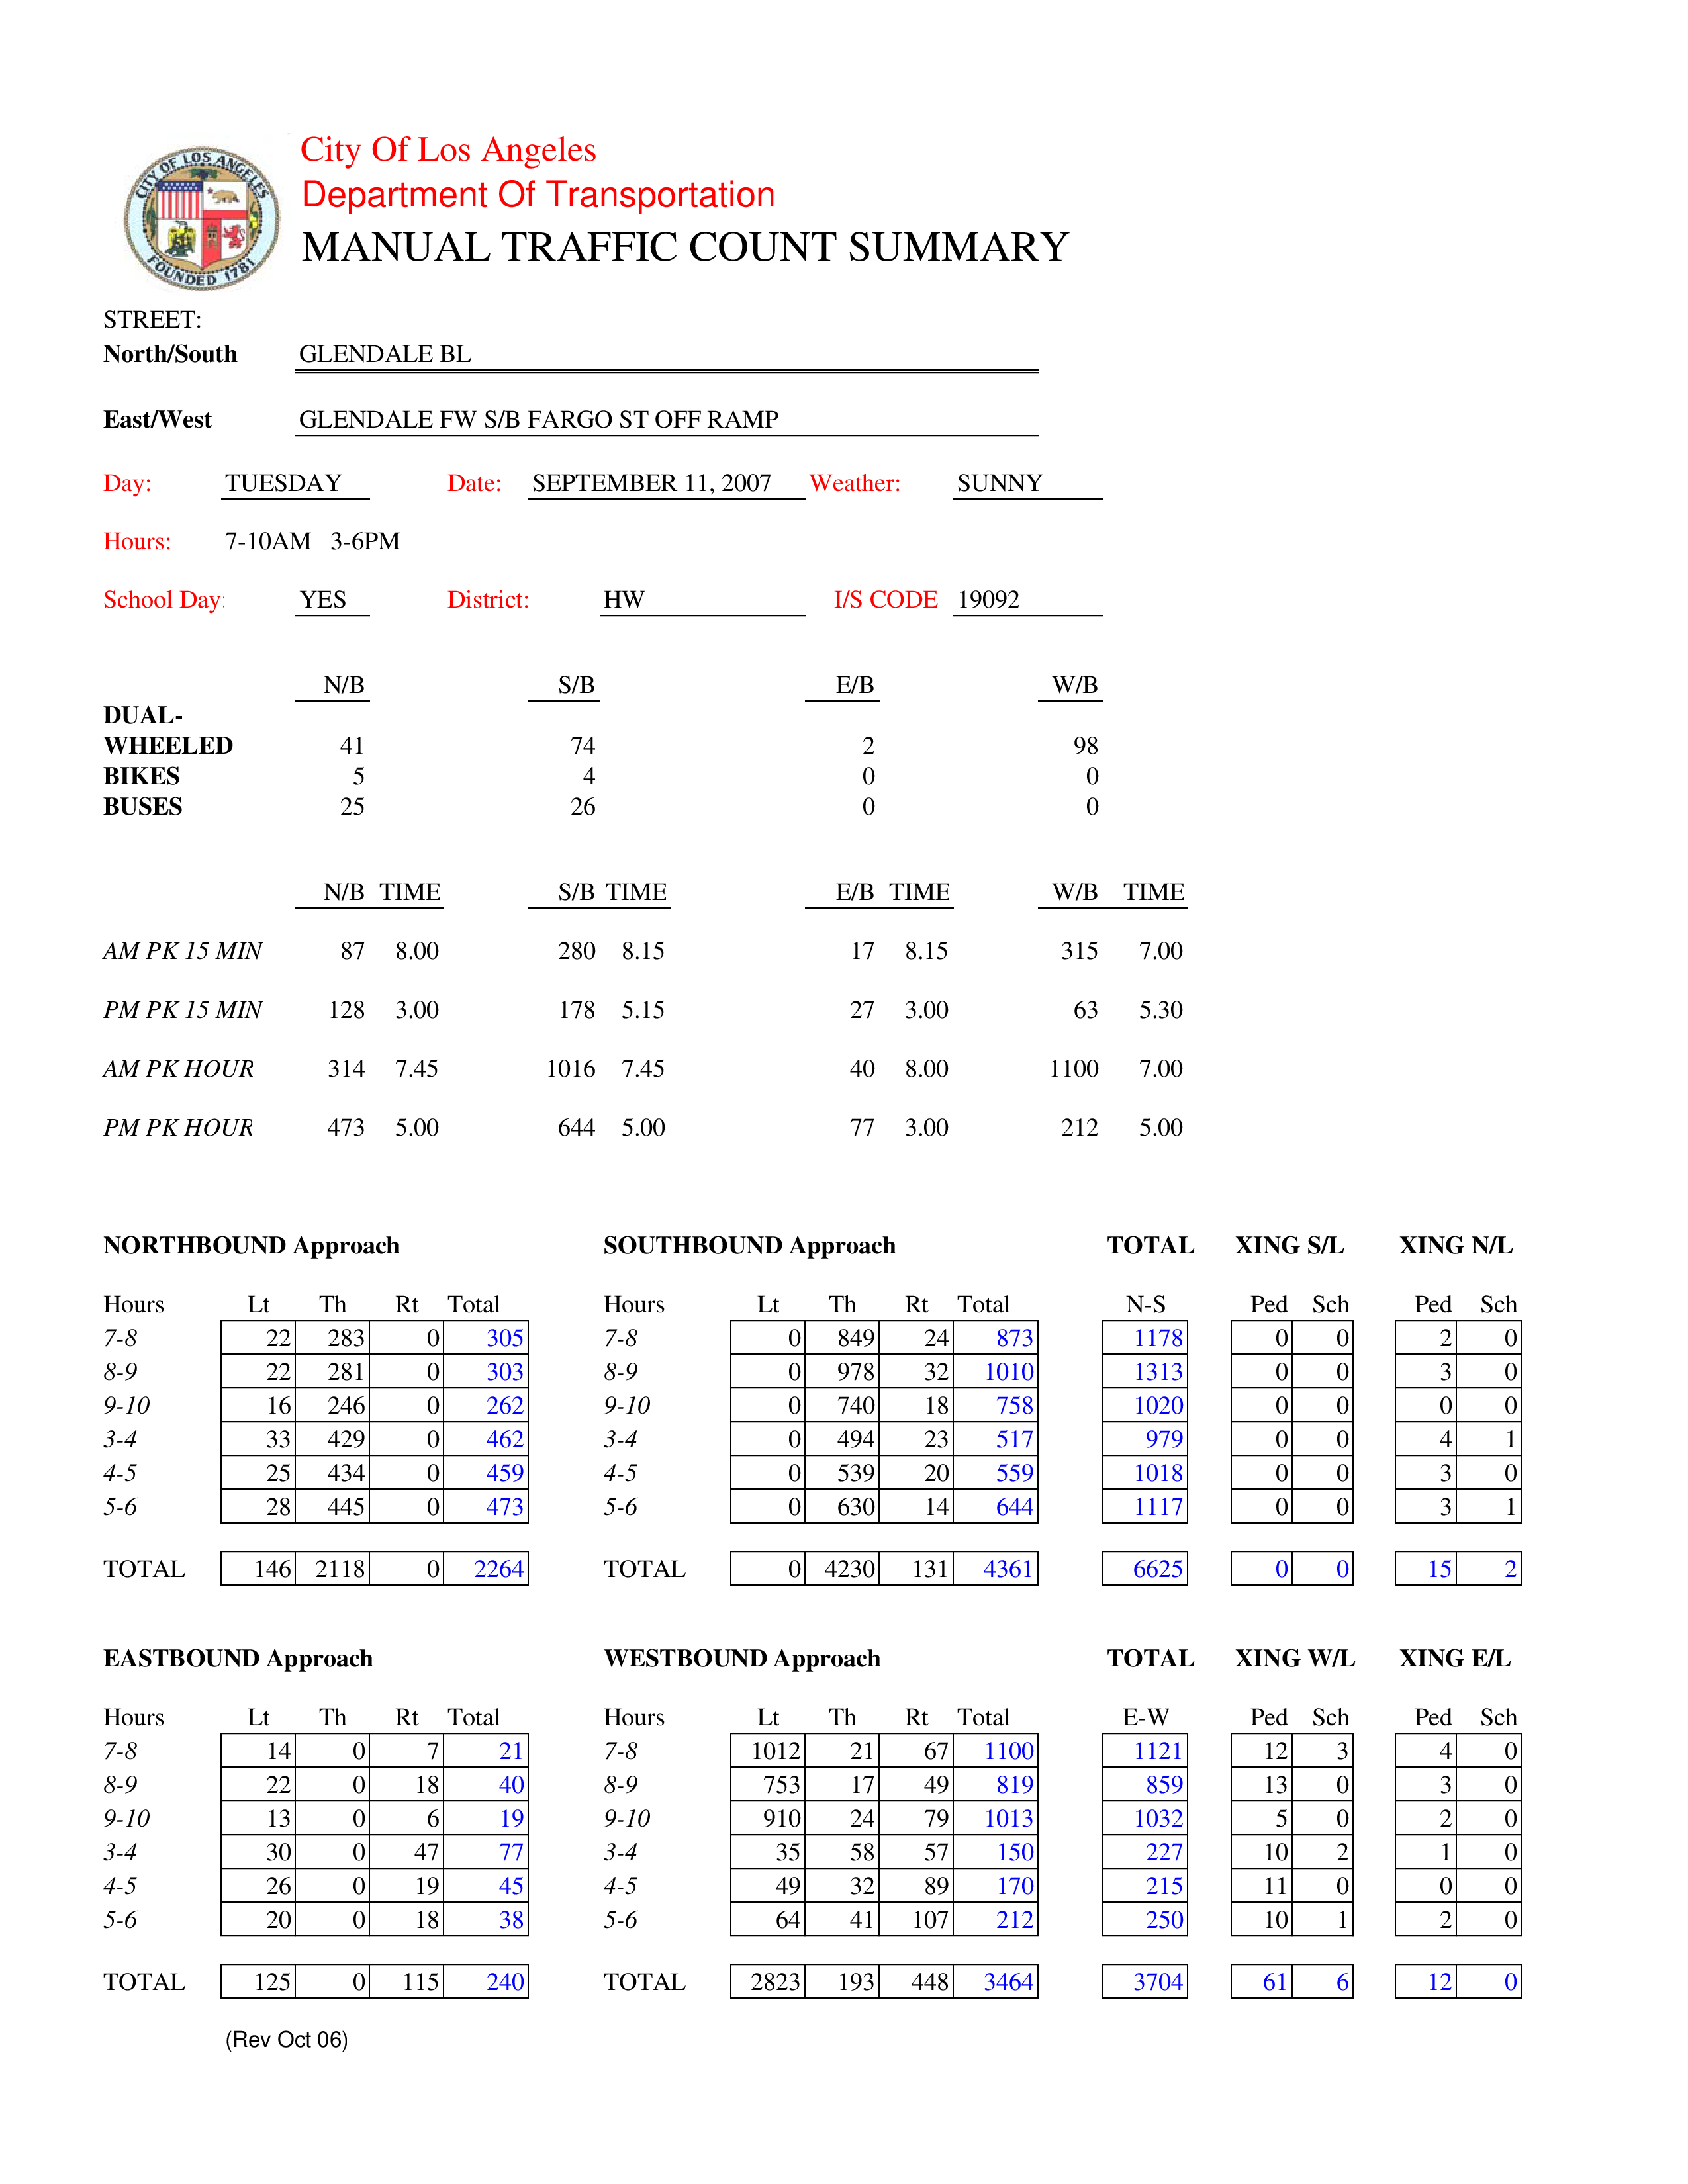 CITY OF LOS ANGELES
FOUNDED 1781
City Of Los Angeles
Department Of Transportation
MANUAL TRAFFIC COUNT SUMMARY
STREET:
North/South GLENDALE BL
East/West GLENDALE FW S/B FARGO ST OFF RAMP
Day: TUESDAY Date: SEPTEMBER 11, 2007 Weather: SUNNY
Hours: 7-10AM 3-6PM
School Day: YES District: HW I/S CODE 19092
N/B S/B E/B W/B
DUAL-
WHEELED 41 74 2 98
BIKES 5 4 0 0
BUSES 25 26 0 0
N/B TIME S/B TIME E/B TIME W/B TIME
AM PK 15 MIN 87 8.00 280 8.15 17 8.15 315 7.00
PM PK 15 MIN 128 3.00 178 5.15 27 3.00 63 5.30
AM PK HOUR 314 7.45 1016 7.45 40 8.00 1100 7.00
PM PK HOUR 473 5.00 644 5.00 77 3.00 212 5.00
NORTHBOUND Approach SOUTHBOUND Approach TOTAL XING S/L XING N/L
Hours Lt Th Rt Total Hours Lt Th Rt Total N-S Ped Sch Ped Sch
7-8 22 283 0 305 7-8 0 849 24 873 1178 0 0 2 0
8-9 22 281 0 303 8-9 0 978 32 1010 1313 0 0 3 0
9-10 16 246 0 262 9-10 0 740 18 758 1020 0 0 0 0
3-4 33 429 0 462 3-4 0 494 23 517 979 0 0 4 1
4-5 25 434 0 459 4-5 0 539 20 559 1018 0 0 3 0
5-6 28 445 0 473 5-6 0 630 14 644 1117 0 0 3 1
TOTAL 146 2118 0 2264 TOTAL 0 4230 131 4361 6625 0 0 15 2
EASTBOUND Approach WESTBOUND Approach TOTAL XING W/L XING E/L
Hours Lt Th Rt Total Hours Lt Th Rt Total E-W Ped Sch Ped Sch
7-8 14 0 7 21 7-8 1012 21 67 1100 1121 12 3 4 0
8-9 22 0 18 40 8-9 753 17 49 819 859 13 0 3 0
9-10 13 0 6 19 9-10 910 24 79 1013 1032 5 0 2 0
3-4 30 0 47 77 3-4 35 58 57 150 227 10 2 1 0
4-5 26 0 19 45 4-5 49 32 89 170 215 11 0 0 0
5-6 20 0 18 38 5-6 64 41 107 212 250 10 1 2 0
TOTAL 125 0 115 240 TOTAL 2823 193 448 3464 3704 61 6 12 0
(Rev Oct 06)